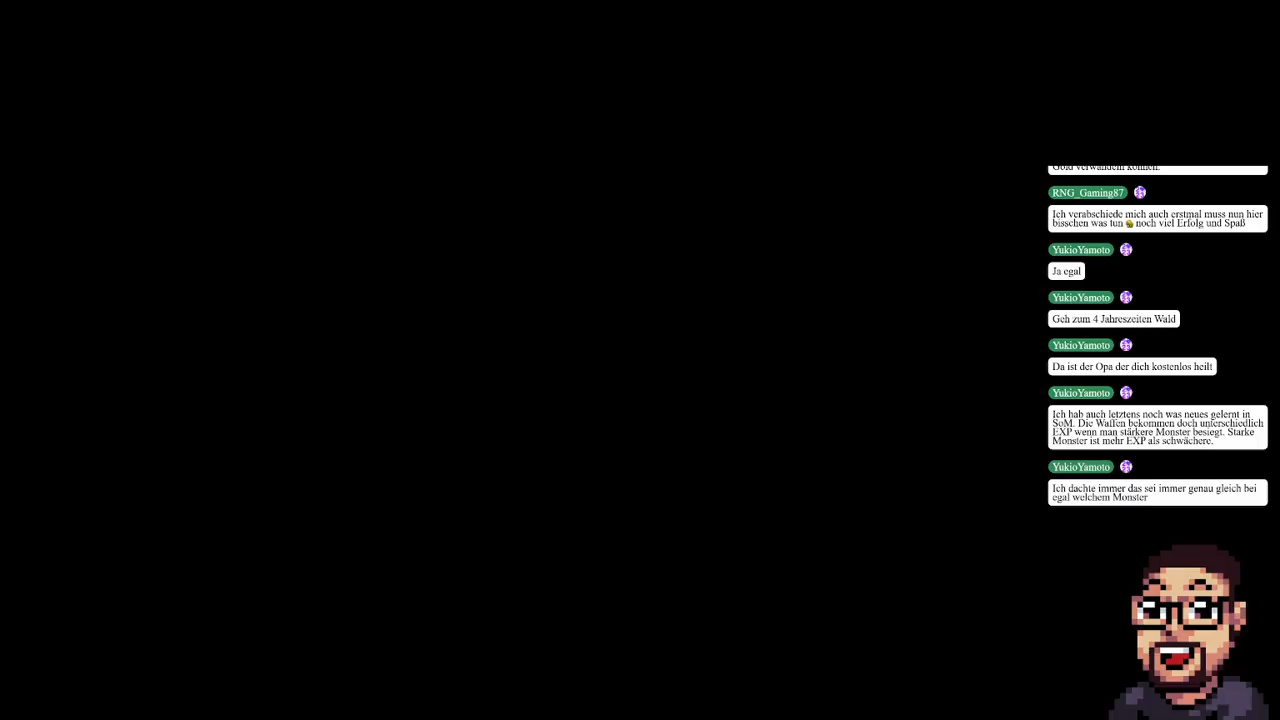 Gold verwandeln können.
RNG_Gaming87
Ich verabschiede mich auch erstmal muss nun hier
bisschen was tun noch viel Erfolg und Spaß
YukioYamoto
Ja egal
YukioYamoto
Geh zum 4 Jahreszeiten Wald
YukioYamoto
Da ist der Opa der dich kostenlos heilt
YukioYamoto
Ich hab auch letztens noch was neues gelernt in
SoM. Die Waffen bekommen doch unterschiedlich
EXP wenn man stärkere Monster besiegt. Starke
Monster ist mehr EXP als schwächere.
YukioYamoto
Ich dachte immer das sei immer genau gleich bei
egal welchem Monster